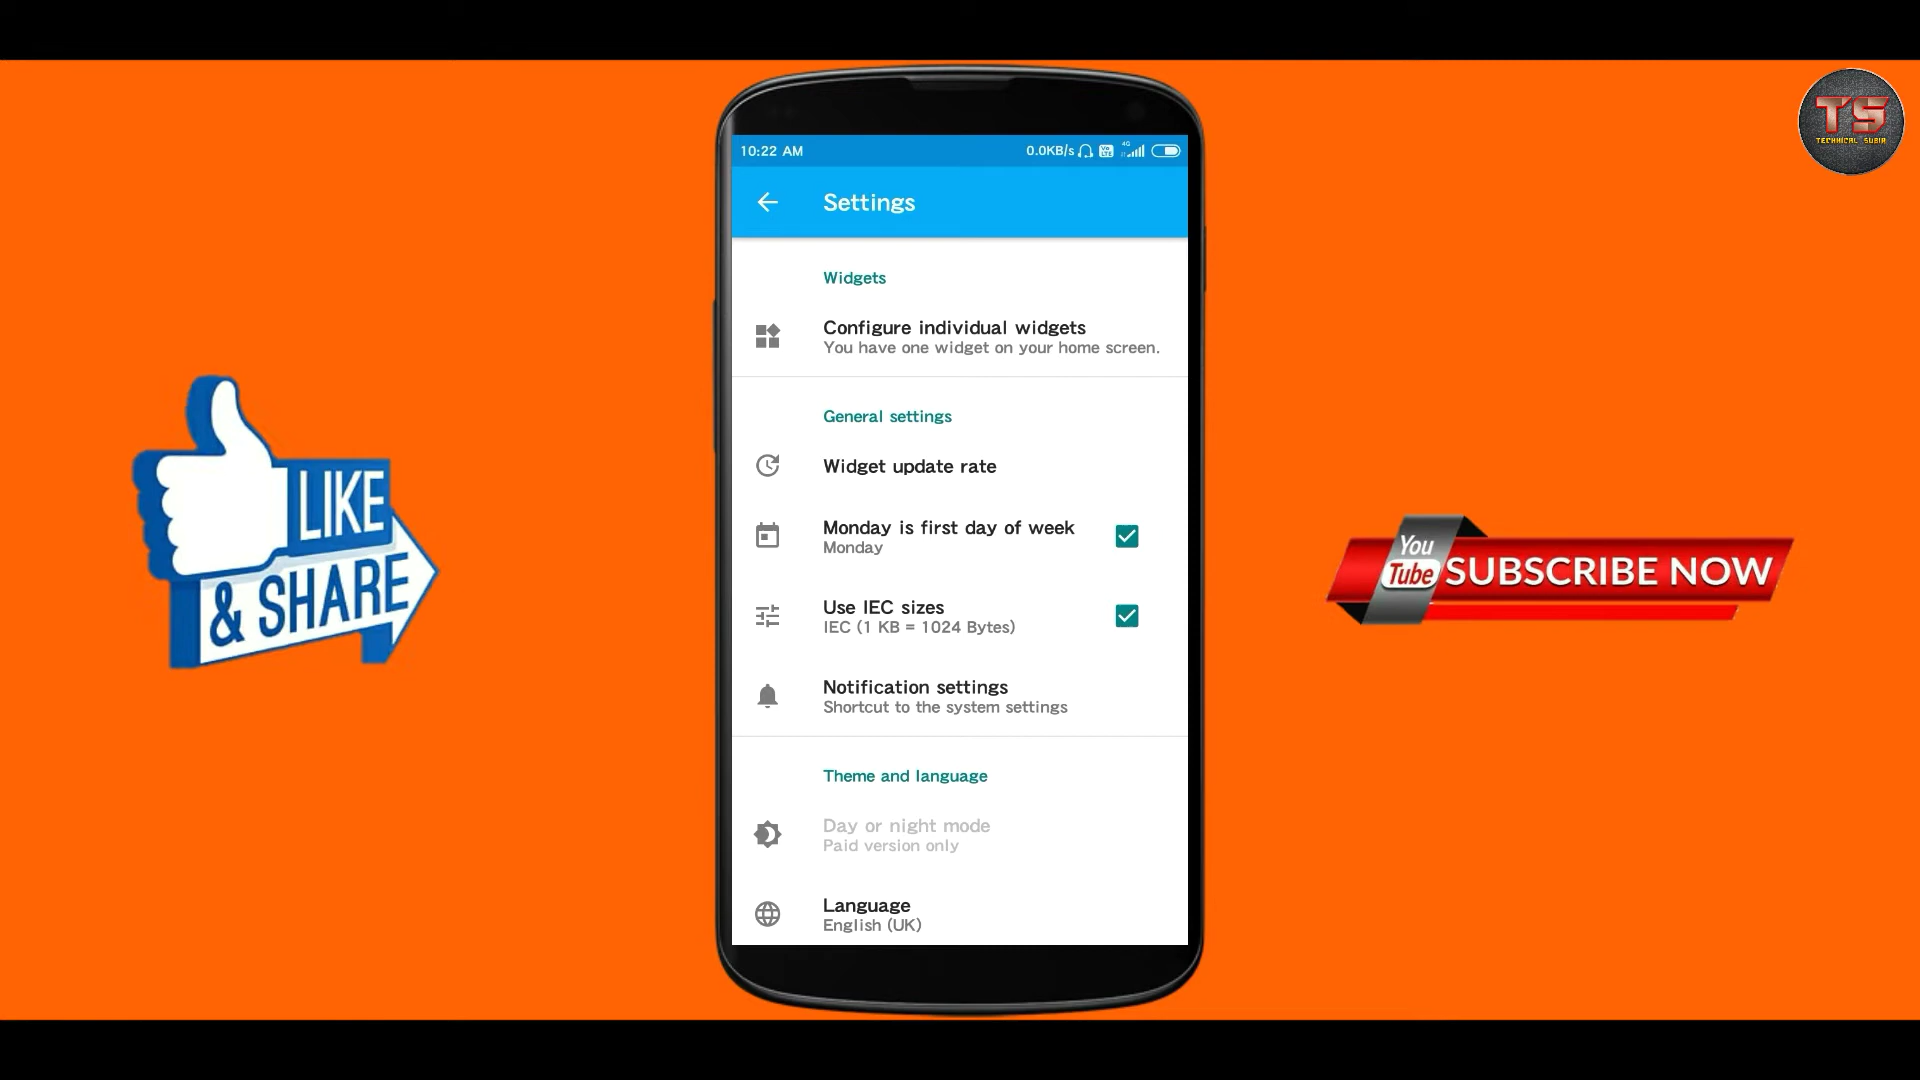 TS
TECHNICAL SUBIR
10:22 AM
0.0KB/s
4G
Settings
Widgets
Configure individual widgets
You have one widget on your home screen.
General settings
Widget update rate
Monday is first day of week
Monday
Use IEC sizes
IEC (1 KB = 1024 Bytes)
Notification settings
Shortcut to the system settings
Theme and language
Day or night mode
Paid version only
Language
English (UK)
LIKE
& SHARE
You
Tube
SUBSCRIBE NOW